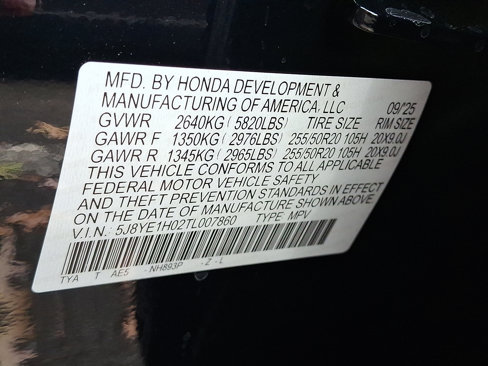 MFD. BY HONDA DEVELOPMENT &
MANUFACTURING OF AMERICA, LLC 09/25
GVWR 2640KG (5820LBS) TIRE SIZE RIM SIZE
GAWR F 1350KG (2976LBS) 255/50R20 105H 20X9.0J
GAWR R 1345KG (2965LBS) 255/50R20 105H 20X9.0J
THIS VEHICLE CONFORMS TO ALL APPLICABLE
FEDERAL MOTOR VEHICLE SAFETY
AND THEFT PREVENTION STANDARDS IN EFFECT
ON THE DATE OF MANUFACTURE SHOWN ABOVE.
V.I.N.: 5J8YE1H02TL007860 TYPE MPV
TYA T AE5 -NH893P -2 -L